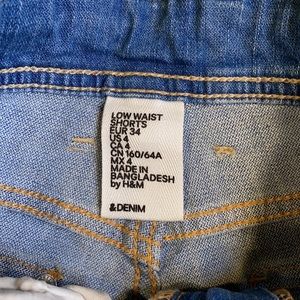 LOW WAIST
SHORTS
EUR 34
US 4
CA 4
CN 160/64A
MX 4
MADE IN
BANGLADESH
by H&M
&DENIM